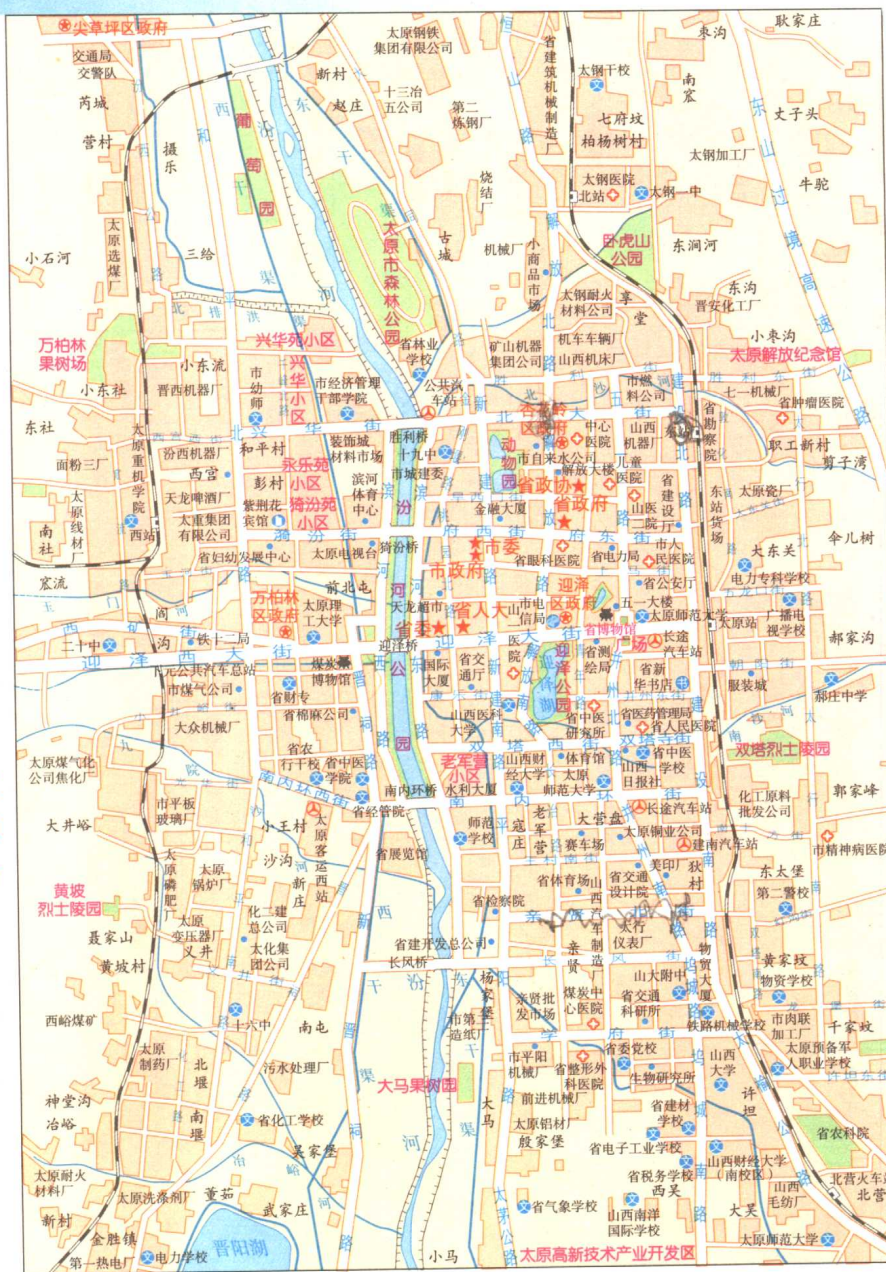 尖草坪区政府
交通局
交警队
芮城
营村
摄乐
新村
赵庄
太原钢铁
集团有限公司
十三冶
五公司
第二
炼钢厂
省建筑机械制造厂
太钢干校
七府坟
柏杨树村
枣沟
南窊
耿家庄
丈子头
太钢加工厂
牛驼
太钢医院
北站
太钢一中
葡萄园
烧结厂
恒山路
东山过境高速公路
太原选煤厂
小石河
三给
太原市森林公园
古城
机械厂
小商品市场
卧虎山
公园
东涧河
太钢耐火
材料公司
享堂
东沟
晋安化工厂
小枣沟
万柏林
果树场
兴华苑小区
省林业
学校
矿山机器
集团公司
机车车辆厂
山西机床厂
太原解放纪念馆
小东流
晋西机器厂
小东社
市幼师
兴华小区
市经济管理
干部学院
公共汽
车站
杏花岭
区政府
市燃
料公司
七一机械厂
省肿瘤医院
东社
汾西机器厂
和平村
装饰城
材料市场
胜利桥
十九中
动物园
中心
医院
山西
机器厂
省勘察院
职工新村
剪子湾
面粉三厂
太原重机学院
西宫
彭村
永乐苑
小区
市城建委
市自来水公司
解放大楼
儿童
医院
太原线材厂
天龙啤酒厂
紫荆花
宾馆
猗汾苑
小区
滨河
体育
中心
省政协
省政府
金融大厦
山医
二院
省建设厅
东站货场
太原瓷厂
南社
西站
太重集团
有限公司
省妇幼发展中心
太原电视台
猗汾桥
市委
市政府
省眼科医院
省电力局
市人
民医院
伞儿树
大东关
窊流
前北屯
万柏林
区政府
太原理
工大学
天龙超市
省人大
省委
市电
信局
迎泽
区政府
省公安厅
五一大楼
太原师范大学
电力专科学校
太原站
广播电
视学校
二十中
闫家沟
铁十二局
迎泽西大街
迎泽桥
迎泽大街
省博物馆
长途
汽车站
郝家沟
下元公共汽车总站
市煤气公司
煤炭
博物馆
国际
大厦
省交
通厅
迎泽公园
省测
绘局
省新
华书店
服装城
郝庄中学
大众机械厂
省财专
省棉麻公司
汾河公园
山西医科
大学
省中医
研究所
省医药管理局
省人民医院
太原煤气化
公司焦化厂
省农
行干校
省中医
学院
老军营
小区
山西财
经大学
体育馆
太原
师范大学
省中医
学校
山西
日报社
双塔烈士陵园
南内环西街
南内环桥
水利大厦
郭家峰
大井峪
市平板
玻璃厂
小王村
省经管院
师范
学校
寇庄
老军营
大营盘
赛车场
长途汽车站
太原铜业公司
建南汽车站
化工原料
批发公司
市精神病医院
太原磷肥厂
太原
锅炉厂
沙沟
新庄
太原客运西站
省展览馆
省体育场
省交通
设计院
美印厂
狄村
东太堡
第二警校
黄坡
烈士陵园
聂家山
黄坡村
太原
变压器厂
义井
化二建
总公司
太化集
团公司
省检察院
省建开发总公司
长风桥
山西汽车制造厂
太行
仪表厂
亲贤
物贸大厦
黄家坟
物资学校
西峪煤矿
十六中
南屯
杨家堡
亲贤批
发市场
煤炭中
心医院
山大附中
省交通
科研所
铁路机械学校
市肉联
加工厂
千家坟
太原
制药厂
北堰
污水处理厂
市第二
造纸厂
市平阳
机械厂
省整形外
科医院
省委党校
生物研究所
山西
大学
太原预备军
人职业学校
神堂沟
冶峪
南堰
省化工学校
大马果树园
大马
前进机械厂
太原铝材厂
殷家堡
省建材
学校
许坦
省农科院
吴家堡
省电子工业学校
山西财经大学
(南校区)
太原耐火
材料厂
太原洗涤剂厂
董茹
武家庄
省税务学校
西吴
北营火车站
北营
新村
金胜镇
省气象学校
山西南洋
国际学校
大吴
山西
毛纺厂
第一热电厂
电力学校
晋阳湖
小马
太茅公路
太原高新技术产业开发区
太原师范大学